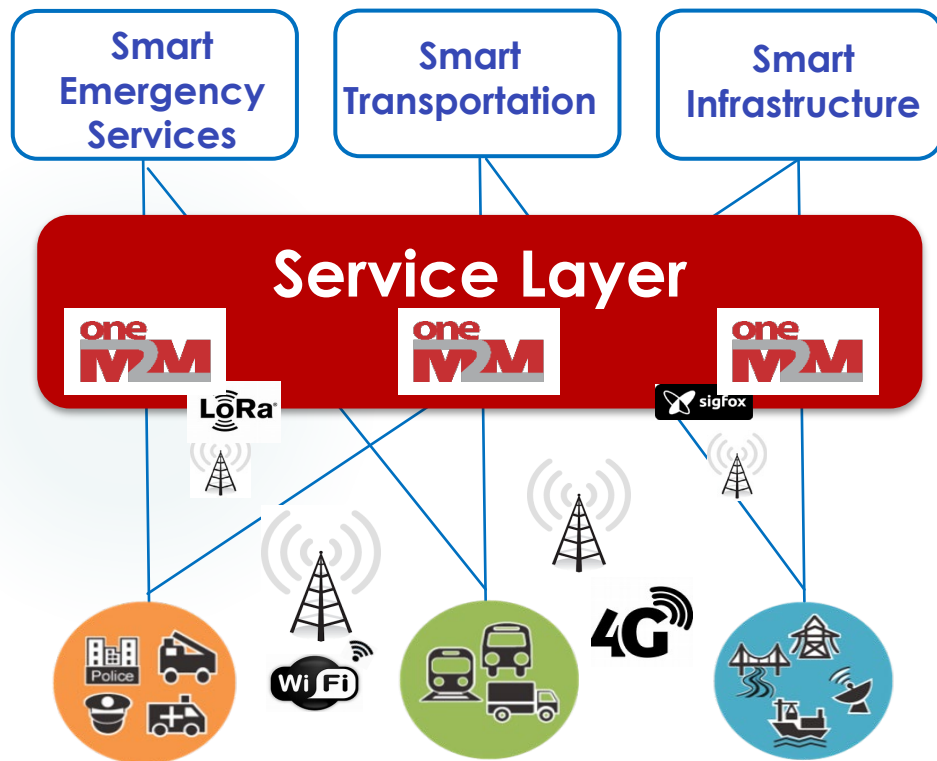 Smart
Emergency
Services
Smart
Transportation
Smart
Infrastructure
Service Layer
one
M2M
one
M2M
one
M2M
LoRa®
sigfox
4G
Police
Wi Fi